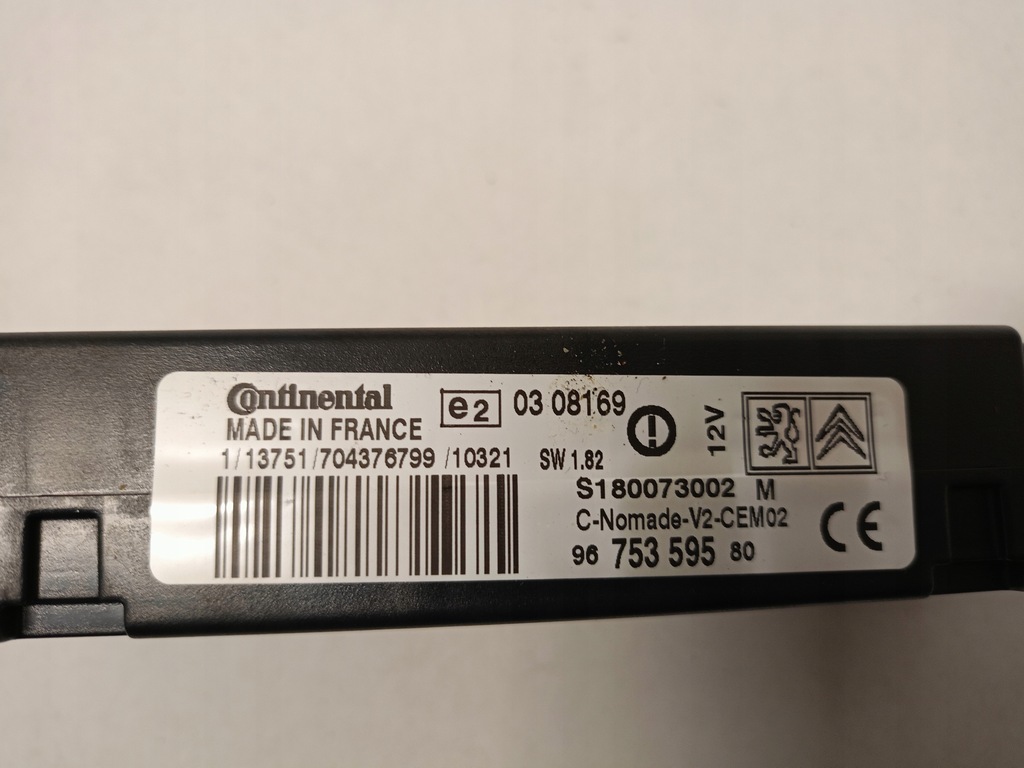 Continental
MADE IN FRANCE
e2
03 08169
1/13751/704376799 /10321
SW 1.82
12V
S180073002 M
C-Nomade-V2-CEM02
96 753 595 80
CE